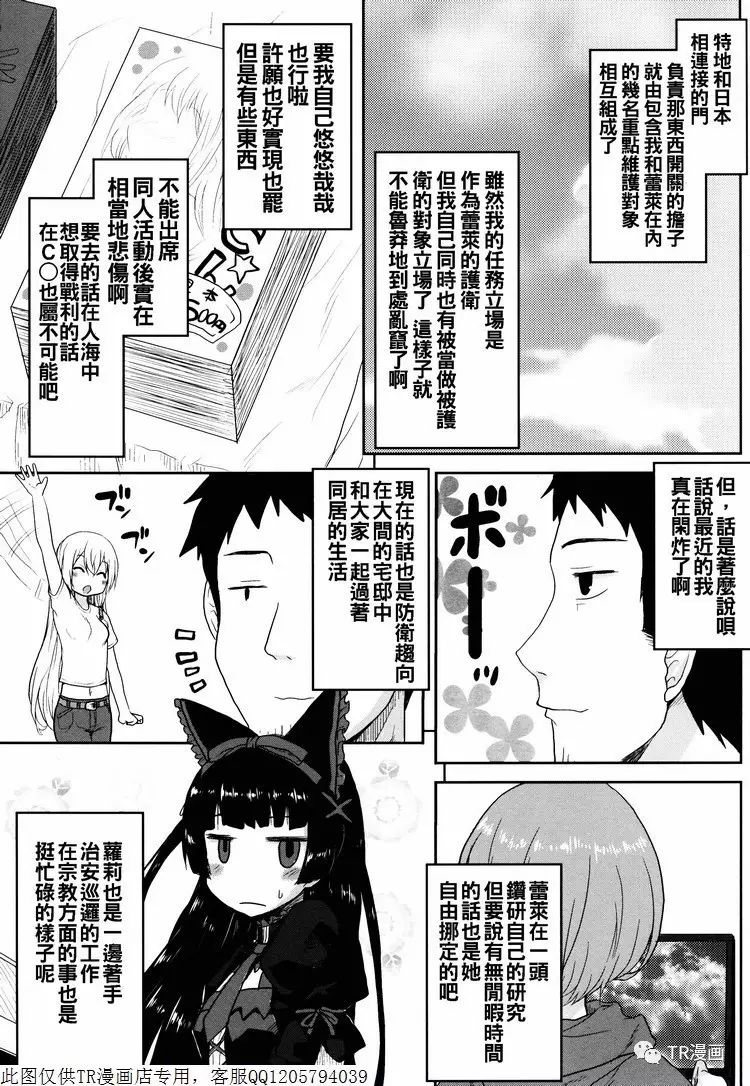 特地和日本
相連接的門
負責那東西開關的擔子
就由包含我和蕾萊在內
的幾名重點維護對象
相互組成了
雖然我的任務立場是
作為蕾萊的護衛
但我自己同時也有被當做被護
衛的對象立場了 這樣子就
不能魯莽地到處亂竄了啊
要我自己悠悠哉哉
也行啦
許願也好實現也罷
但是有些東西
不能出席
同人活動後實在
相當地悲傷啊
要去的話在人海中
想取得戰利的話
在C○也屬不可能吧
本
500円
但，話是著麼說唄
話說最近的我
真在閑炸了啊
ボーッ
現在的話也是防衛趨向
在大間的宅邸中
和大家一起過著
同居的生活
ブン
ブン
蕾萊在一頭
鑽研自己的研究
但要說有無閒暇時間
的話也是她
自由挪定的吧
蘿莉也是一邊著手
治安巡邏的工作
在宗教方面的事也是
挺忙碌的樣子呢
TR漫画
此图仅供TR漫画店专用，客服QQ1205794039